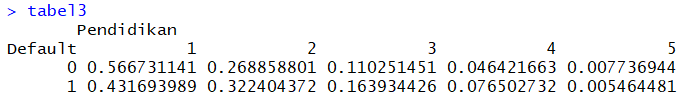 > tabel3
Pendidikan
Default 1 2 3 4 5
0 0.566731141 0.268858801 0.110251451 0.046421663 0.007736944
1 0.431693989 0.322404372 0.163934426 0.076502732 0.005464481